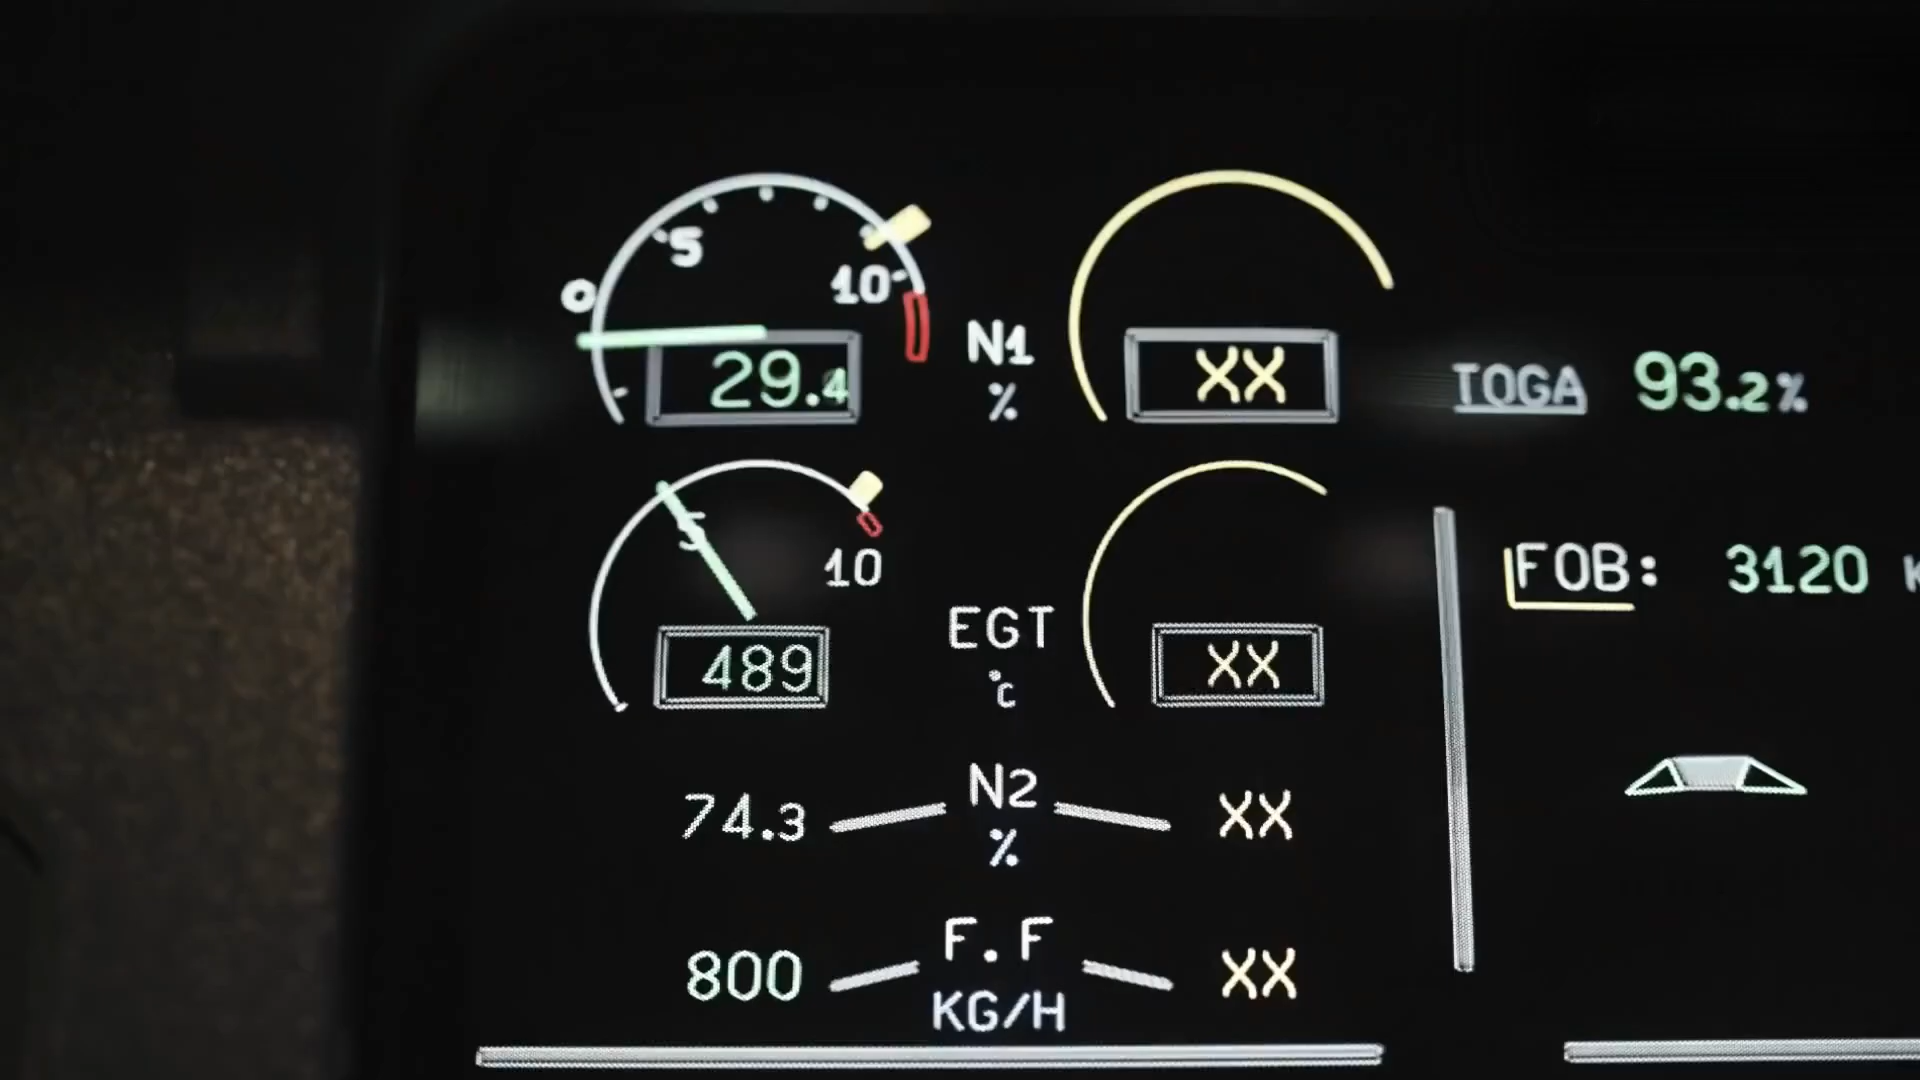 0 5 10
29.4 N1 % XX
TOGA 93.2%
5 10
489 EGT °C XX
FOB: 3120 K
74.3 N2 % XX
800 F.F XX
KG/H